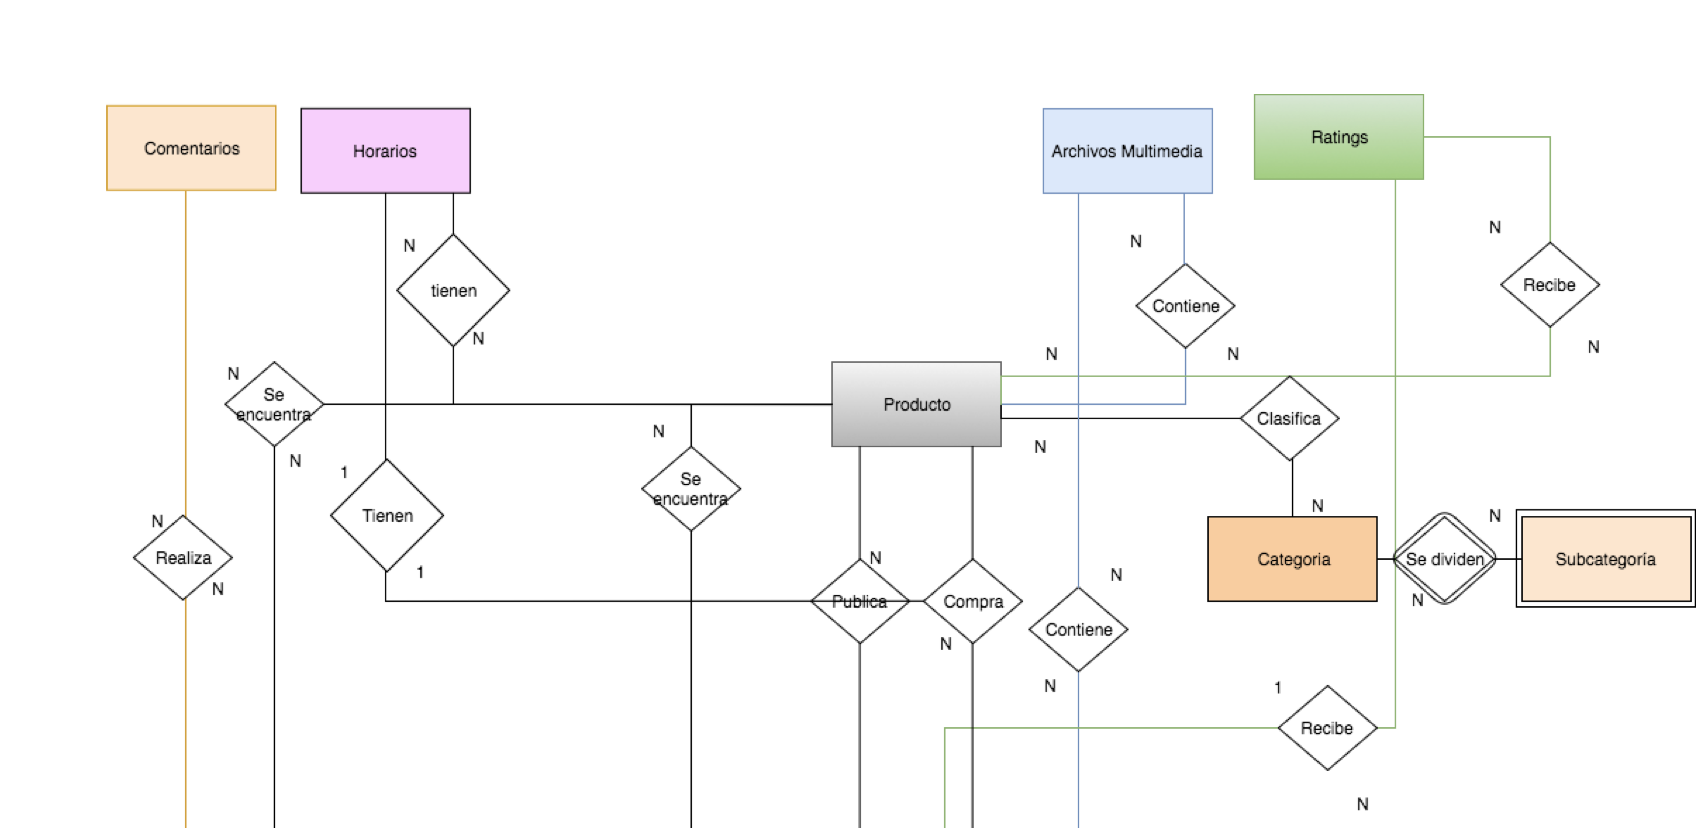 Comentarios
Horarios
Archivos Multimedia
Ratings
N
N
N
tienen
Recibe
Contiene
N
N
N
N
N
Se
encuentra
Producto
Clasifica
N
N
N
1
Se
encuentra
N
N
N
Tienen
Realiza
N
Categoria
Se dividen
Subcategoría
1
N
N
N
Publica
Compra
Contiene
N
N
1
Recibe
N